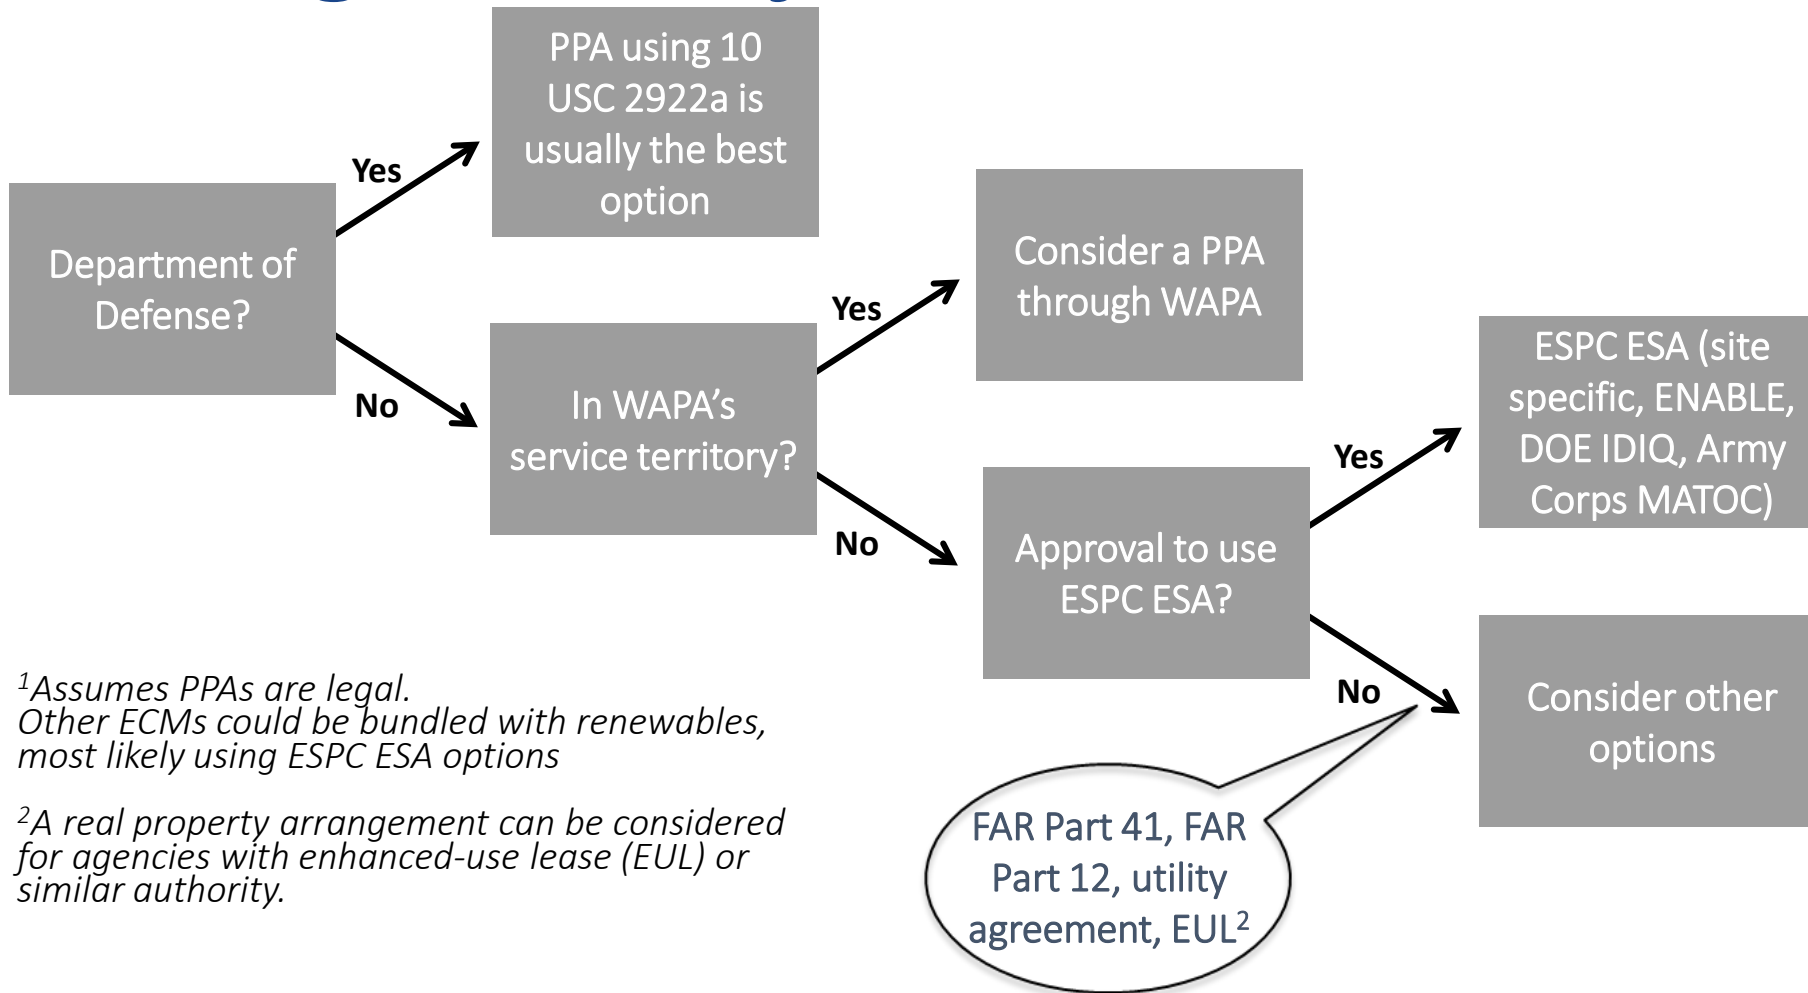 PPA using 10
USC 2922a is
usually the best
option
Yes
Department of
Defense?
No
Consider a PPA
through WAPA
Yes
In WAPA’s
service territory?
No
ESPC ESA (site
specific, ENABLE,
DOE IDIQ, Army
Corps MATOC)
Yes
Approval to use
ESPC ESA?
No
Consider other
options
FAR Part 41, FAR
Part 12, utility
agreement, EUL²
¹Assumes PPAs are legal.
Other ECMs could be bundled with renewables,
most likely using ESPC ESA options
²A real property arrangement can be considered
for agencies with enhanced-use lease (EUL) or
similar authority.